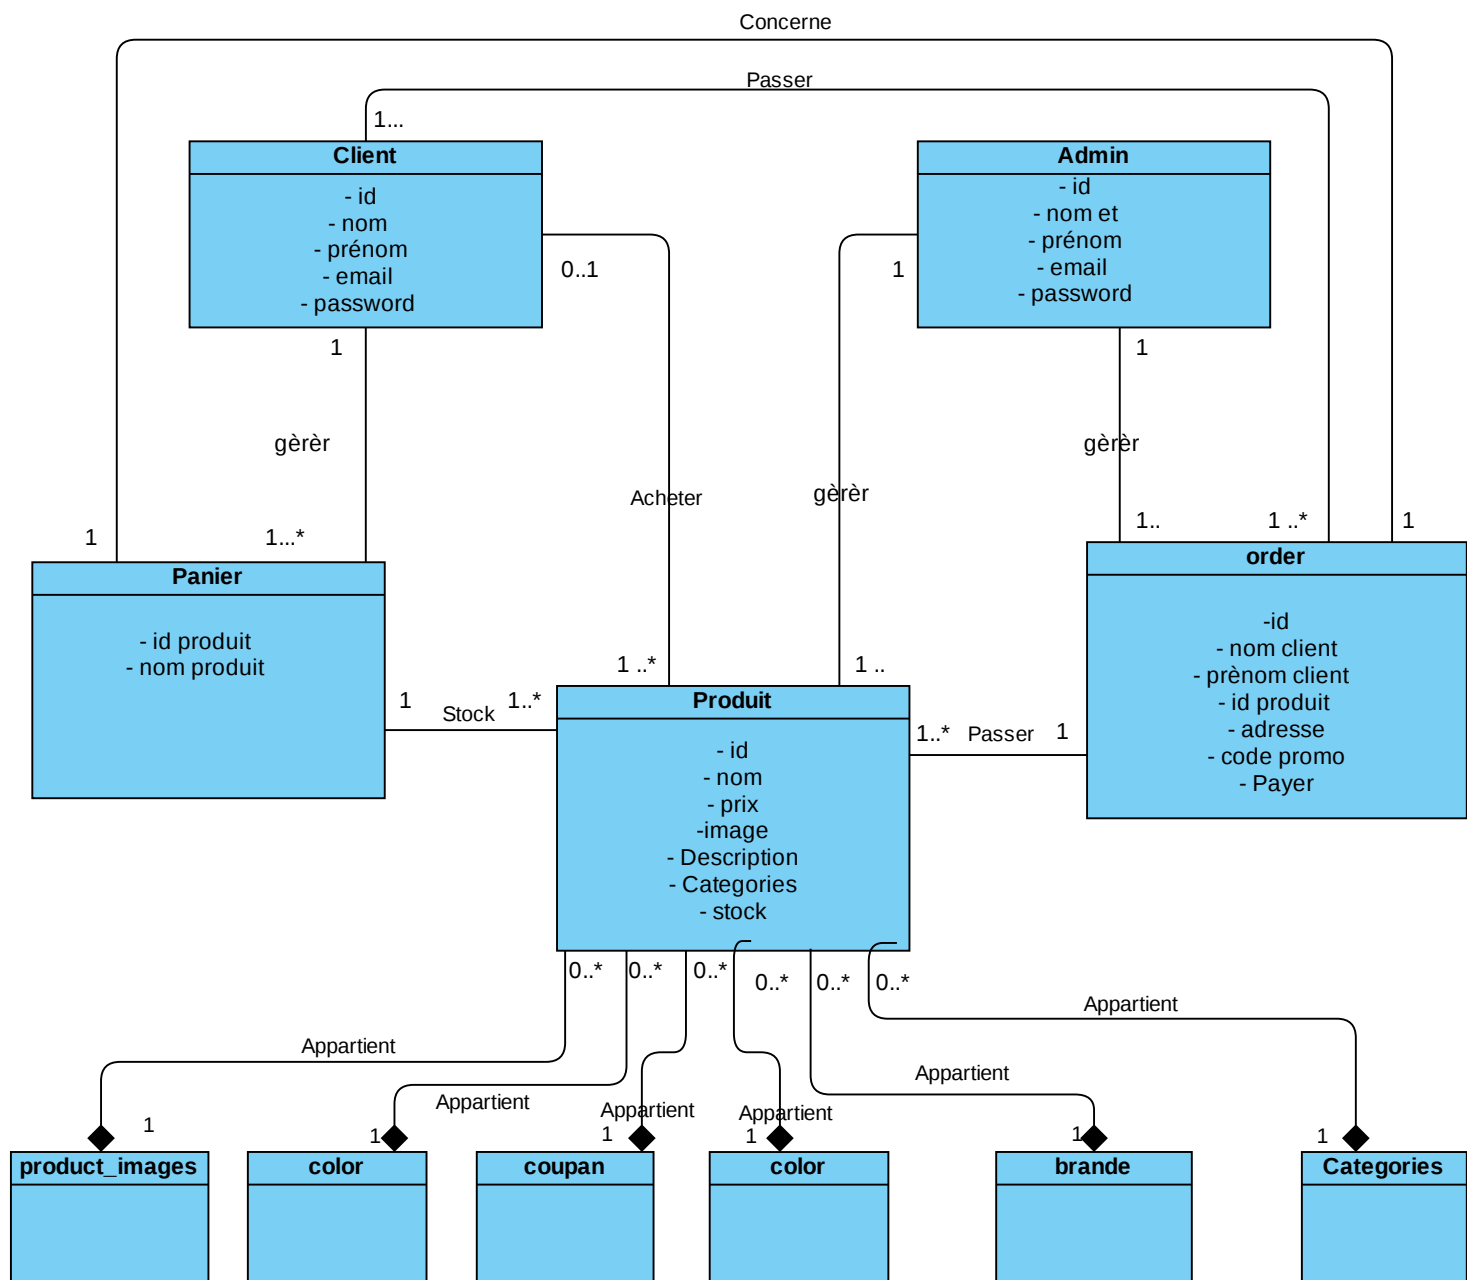 Concerne
Passer
1...
Client
- id
- nom
- prénom
- email
- password
Admin
- id
- nom et
- prénom
- email
- password
0..1
1
1
1
gèrèr
gèrèr
Acheter
gèrèr
1
1...*
1..
1 ..*
1
Panier
- id produit
- nom produit
order
-id
- nom client
- prènom client
- id produit
- adresse
- code promo
- Payer
1 ..*
1 ..
1
Stock
1..*
Produit
- id
- nom
- prix
-image
- Description
- Categories
- stock
1..*
Passer
1
0..*
0..*
0..*
0..*
0..*
0..*
Appartient
Appartient
Appartient
Appartient
Appartient
Appartient
1
1
1
1
1
1
product_images
color
coupan
color
brande
Categories